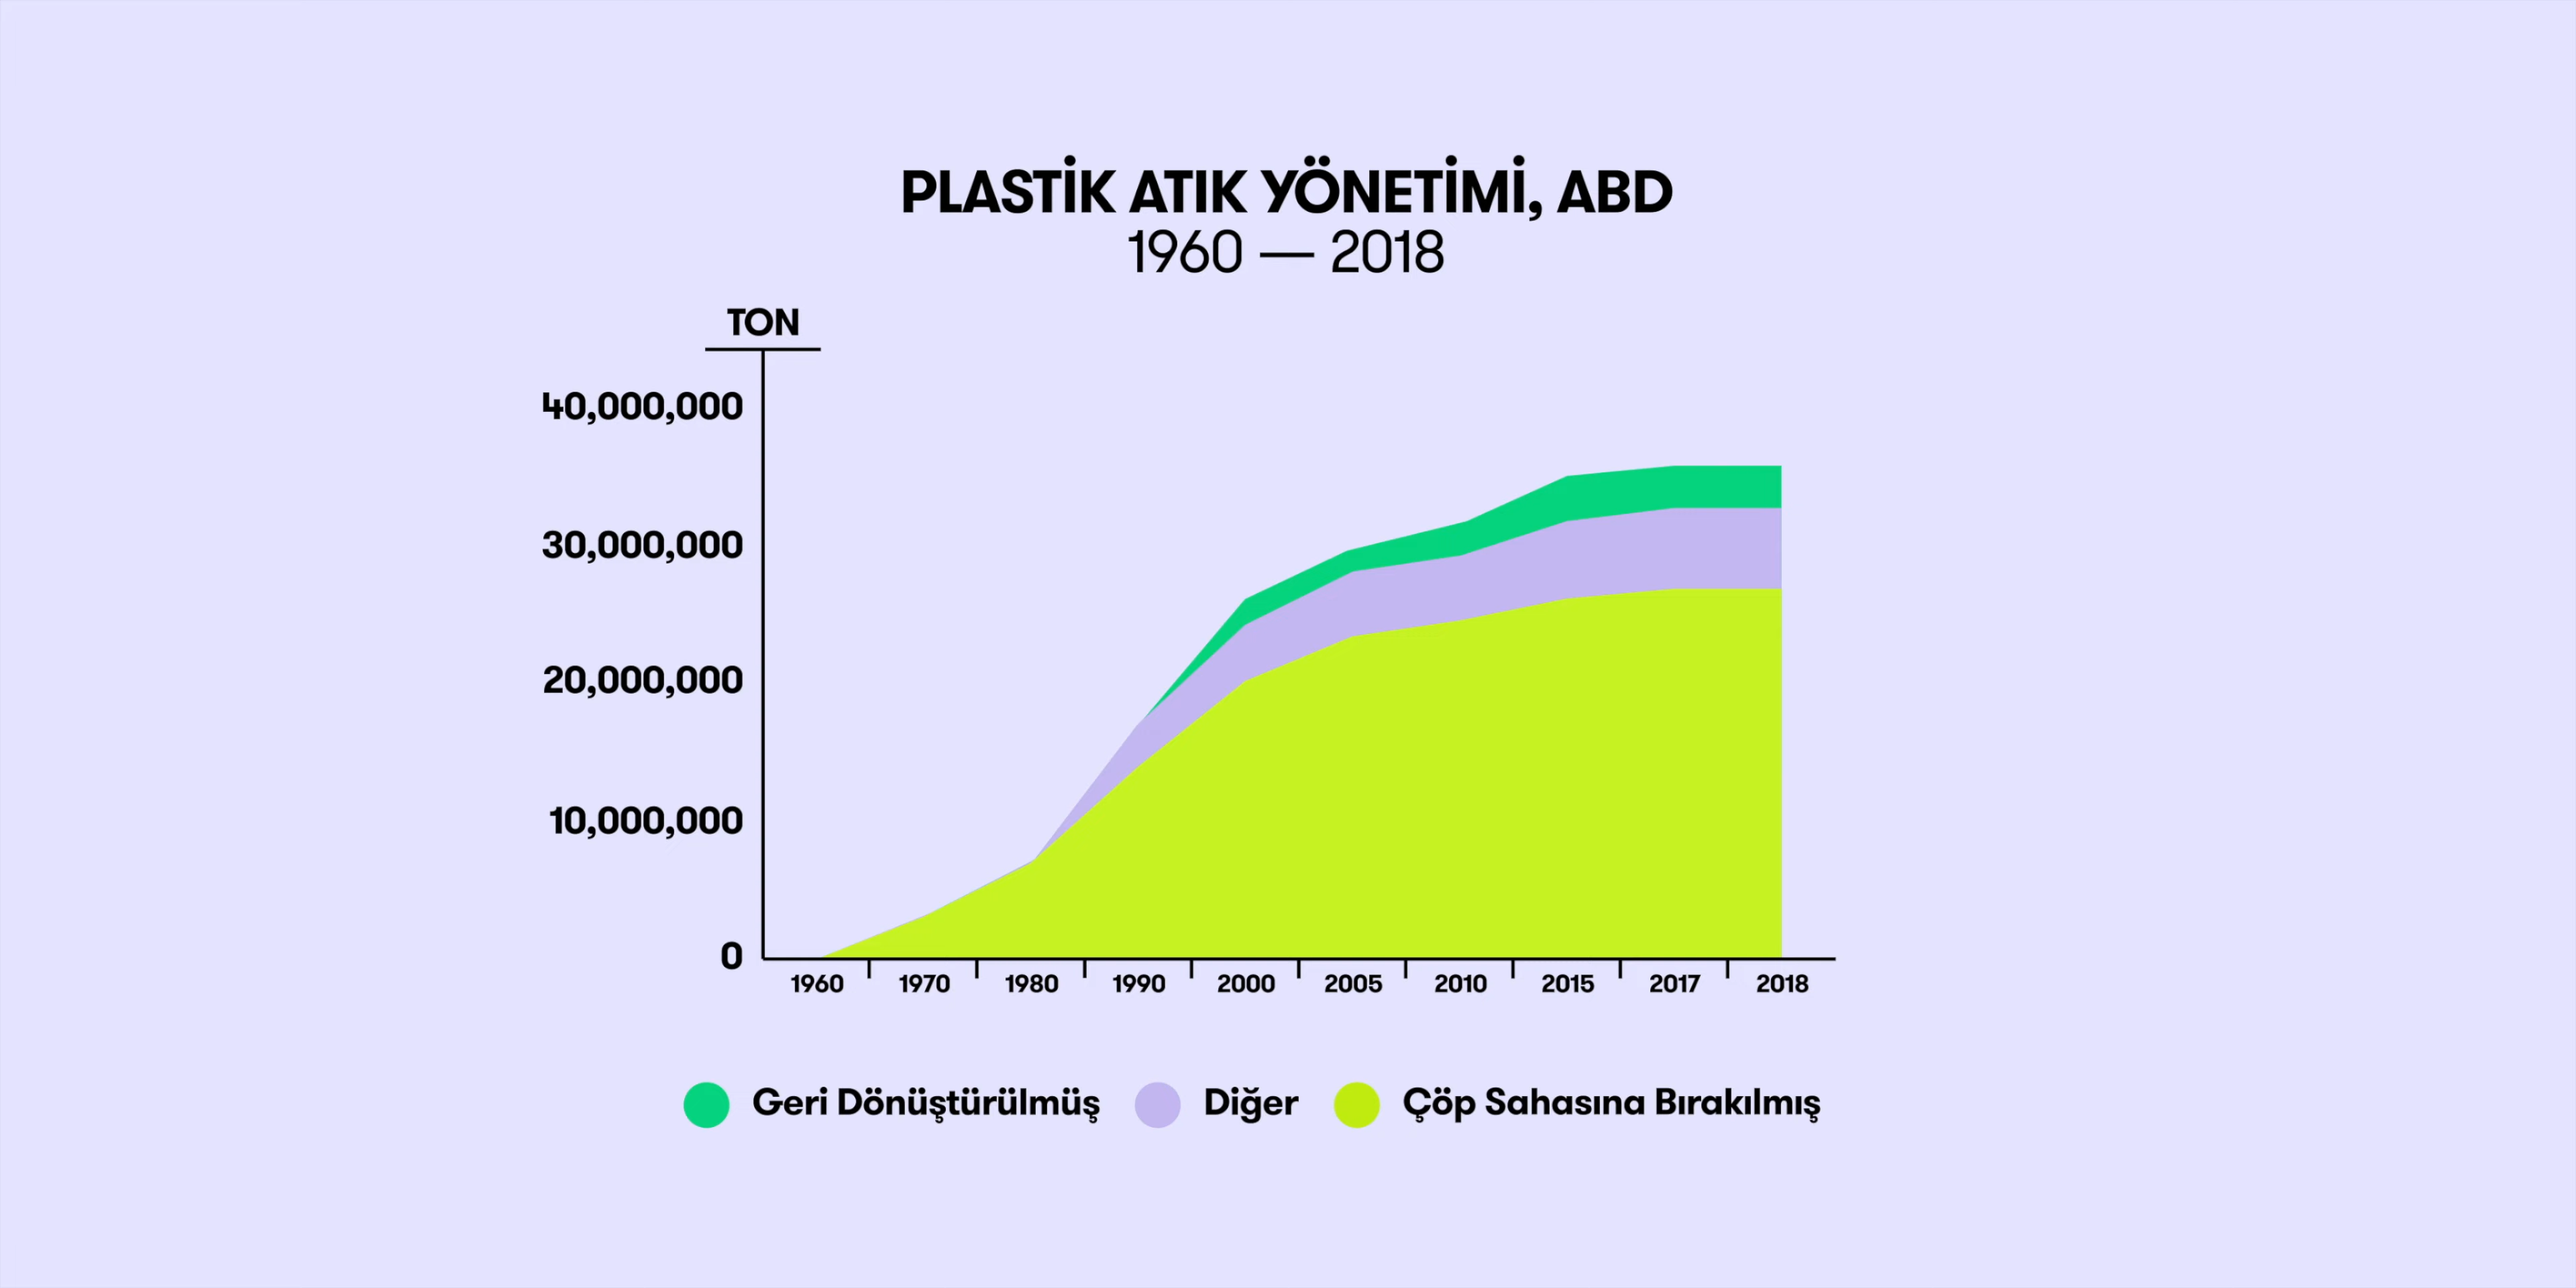 PLASTİK ATIK YÖNETİMİ, ABD
1960 — 2018
TON
40,000,000
30,000,000
20,000,000
10,000,000
0
1960 1970 1980 1990 2000 2005 2010 2015 2017 2018
Geri Dönüştürülmüş Diğer Çöp Sahasına Bırakılmış